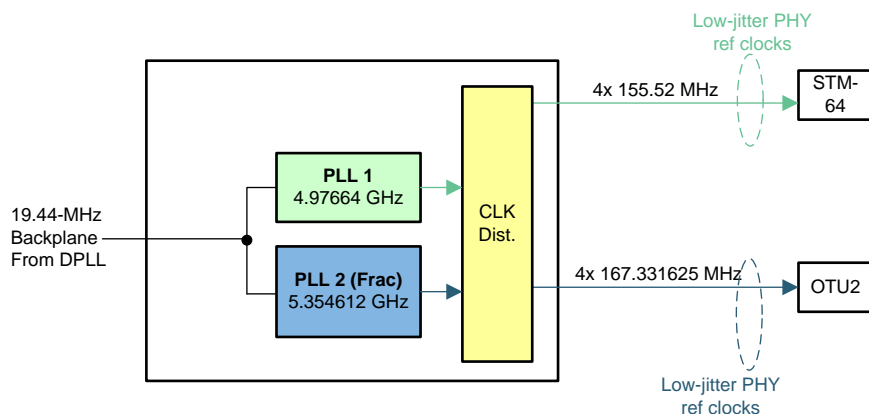 Low-jitter PHY
ref clocks
4x 155.52 MHz
STM-
64
PLL 1
4.97664 GHz
19.44-MHz
Backplane
From DPLL
CLK
Dist.
PLL 2 (Frac)
5.354612 GHz
4x 167.331625 MHz
OTU2
Low-jitter PHY
ref clocks